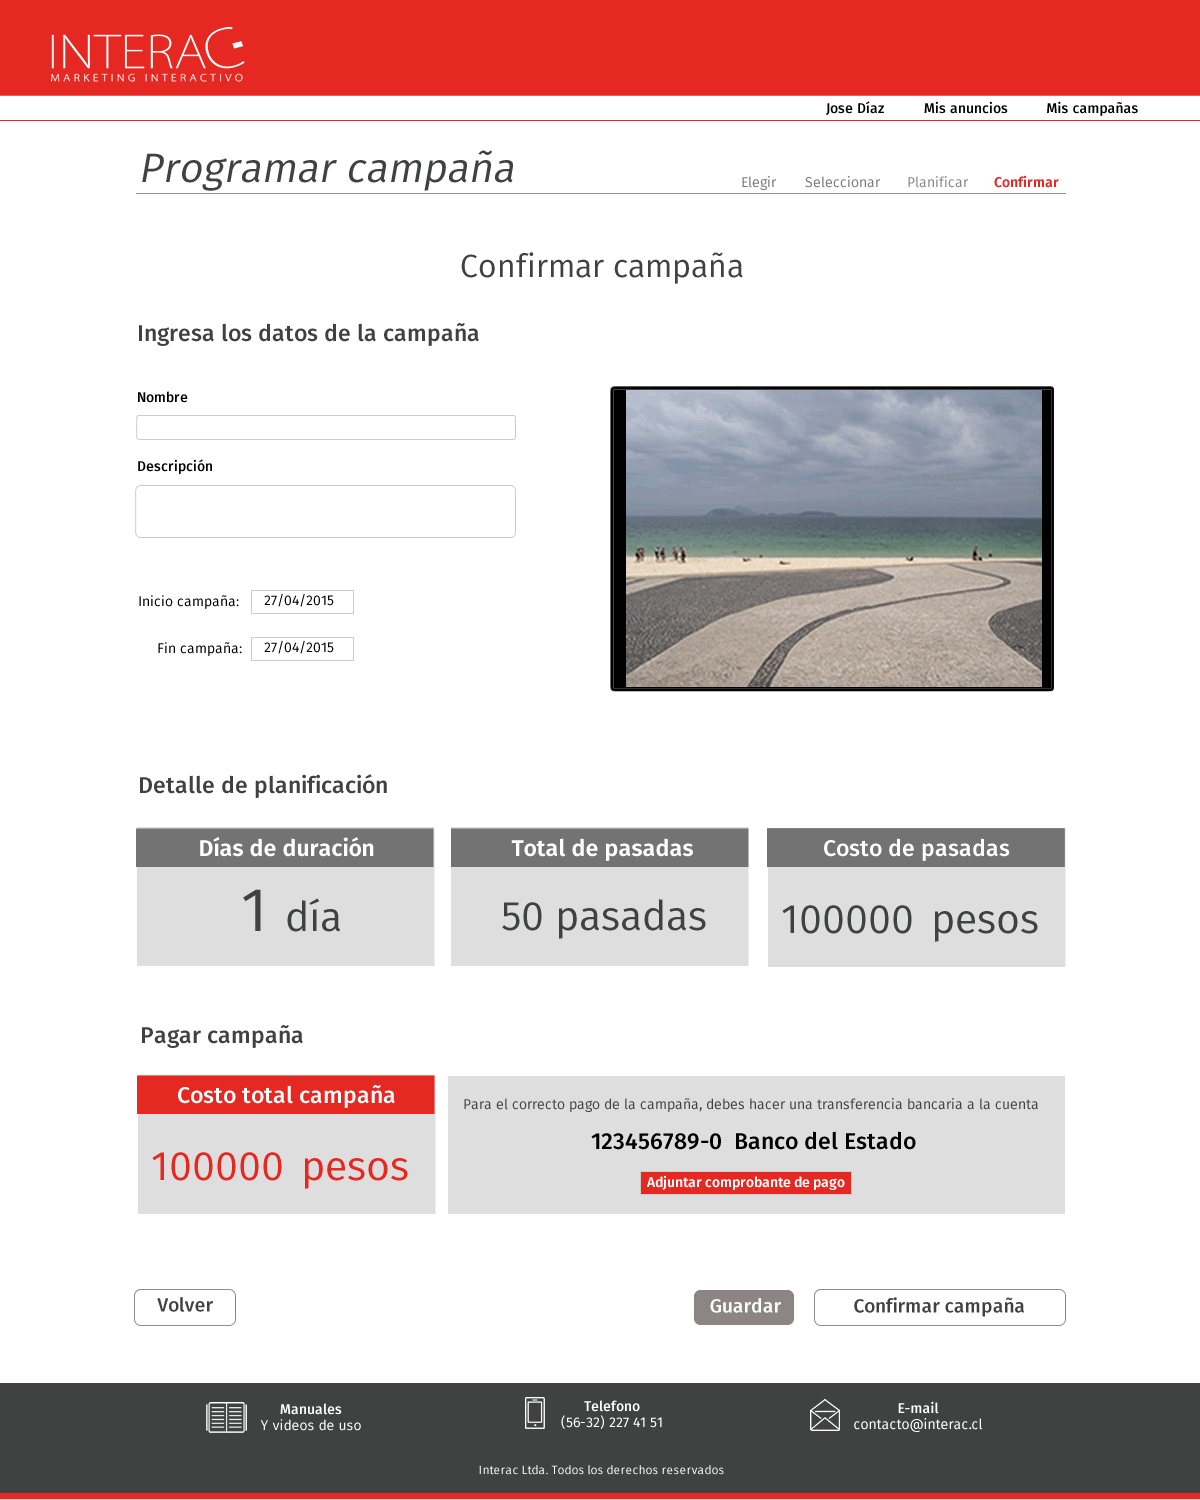 INTERAC
MARKETING INTERACTIVO
Jose Díaz Mis anuncios Mis campañas
Programar campaña
Elegir Seleccionar Planificar Confirmar
Confirmar campaña
Ingresa los datos de la campaña
Nombre
Descripción
Inicio campaña: 27/04/2015
Fin campaña: 27/04/2015
Detalle de planificación
Días de duración
1 día
Total de pasadas
50 pasadas
Costo de pasadas
100000 pesos
Pagar campaña
Costo total campaña
100000 pesos
Para el correcto pago de la campaña, debes hacer una transferencia bancaria a la cuenta
123456789-0 Banco del Estado
Adjuntar comprobante de pago
Volver
Guardar
Confirmar campaña
Manuales
Y videos de uso
Telefono
(56-32) 227 41 51
E-mail
contacto@interac.cl
Interac Ltda. Todos los derechos reservados